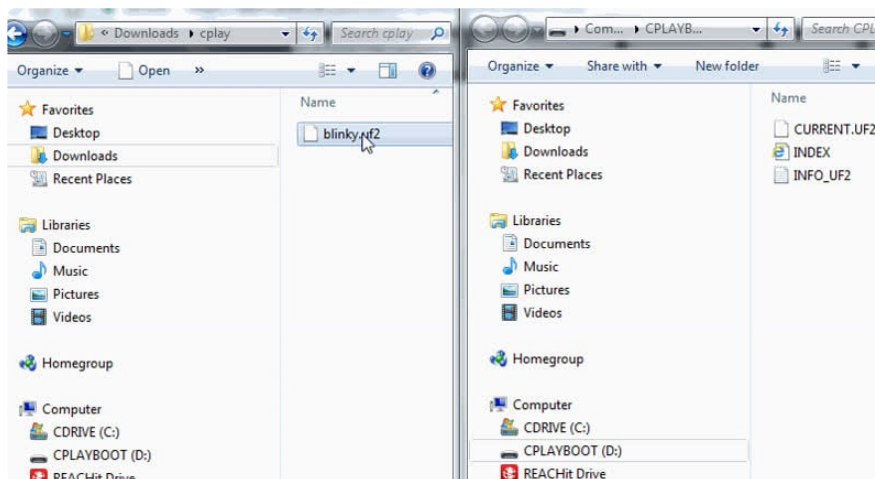 « Downloads ▸ cplay
Search cplay
Organize ▾
Open
»
Favorites
Desktop
Downloads
Recent Places
Libraries
Documents
Music
Pictures
Videos
Homegroup
Computer
CDRIVE (C:)
CPLAYBOOT (D:)
REACHit Drive
Name
blinky.uf2
▸ Com... ▸ CPLAYB...
Search CPL
Organize ▾
Share with ▾
New folder
Favorites
Desktop
Downloads
Recent Places
Libraries
Documents
Music
Pictures
Videos
Homegroup
Computer
CDRIVE (C:)
CPLAYBOOT (D:)
REACHit Drive
Name
CURRENT.UF2
INDEX
INFO_UF2